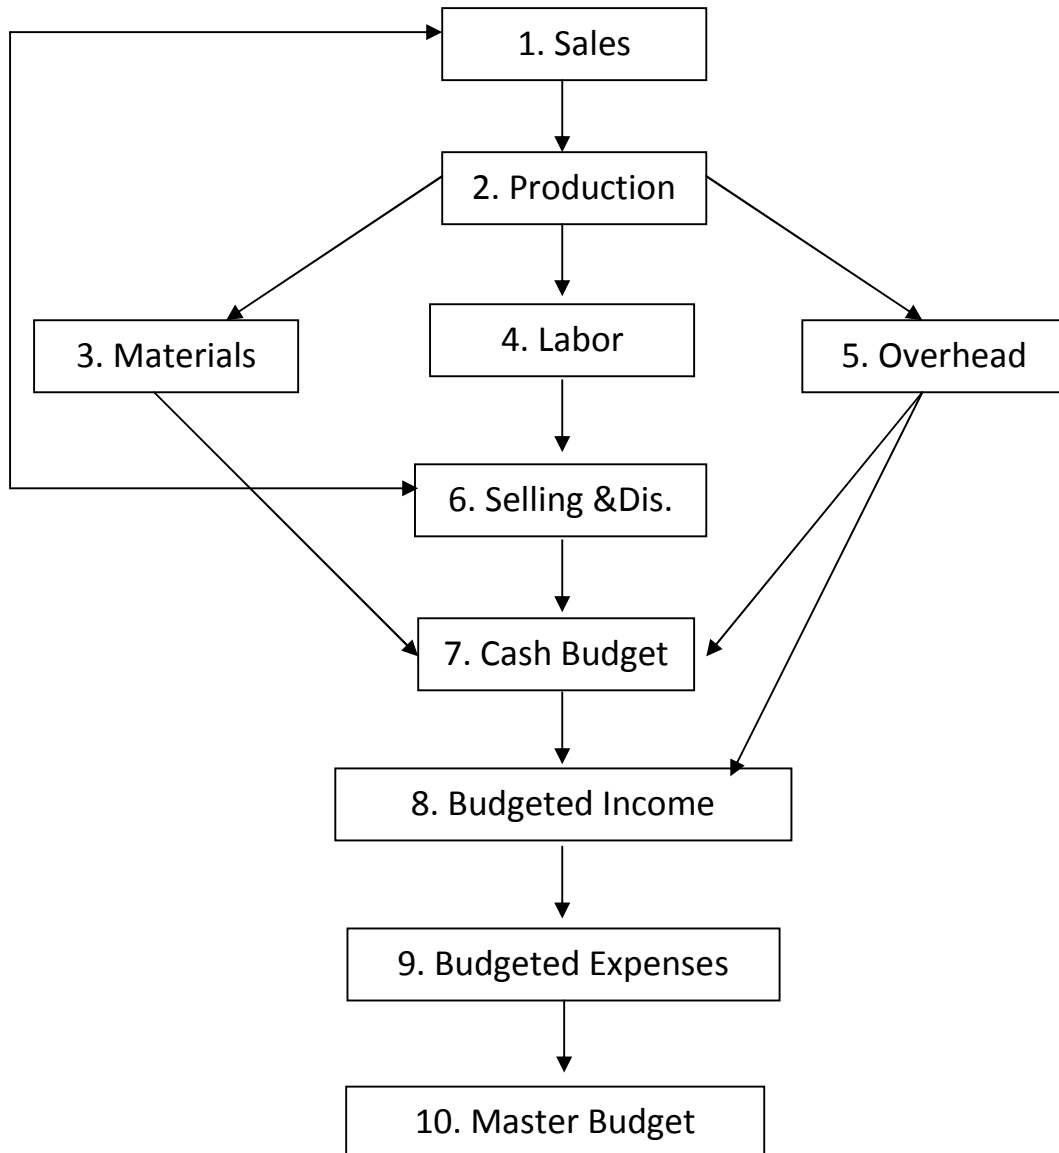 1. Sales
2. Production
3. Materials
4. Labor
5. Overhead
6. Selling &Dis.
7. Cash Budget
8. Budgeted Income
9. Budgeted Expenses
10. Master Budget